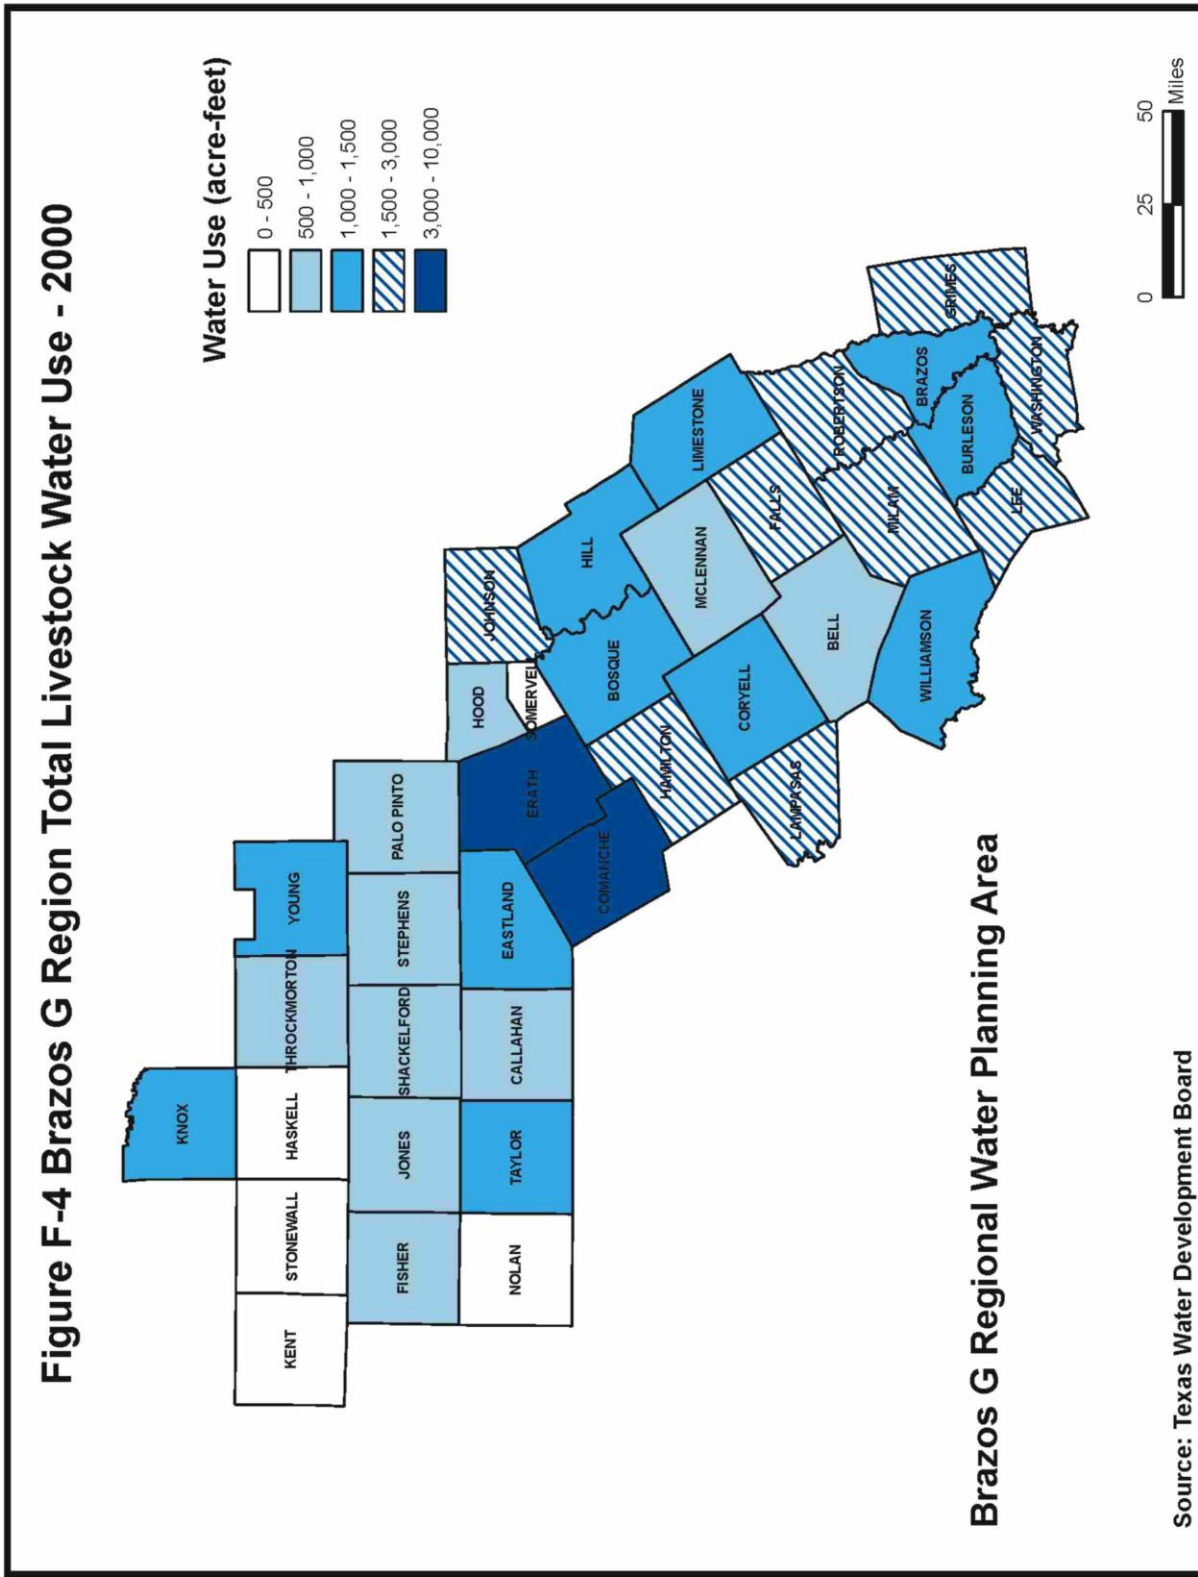 Figure F-4 Brazos G Region Total Livestock Water Use - 2000
Water Use (acre-feet)
0 - 500
500 - 1,000
1,000 - 1,500
1,500 - 3,000
3,000 - 10,000
KNOX
KENT
STONEWALL
HASKELL
THROCKMORTON
YOUNG
FISHER
JONES
SHACKELFORD
STEPHENS
PALO PINTO
NOLAN
TAYLOR
CALLAHAN
EASTLAND
ERATH
HOOD
JOHNSON
SOMERVEL
COMANCHE
BOSQUE
HILL
HAMILTON
MCLENNAN
LIMESTONE
CORYELL
FALLS
LAMPASAS
BELL
ROBERTSON
MILAM
BRAZOS
GRIMES
WILLIAMSON
BURLESON
LEE
WASHINGTON
Brazos G Regional Water Planning Area
0 25 50
Miles
Source: Texas Water Development Board